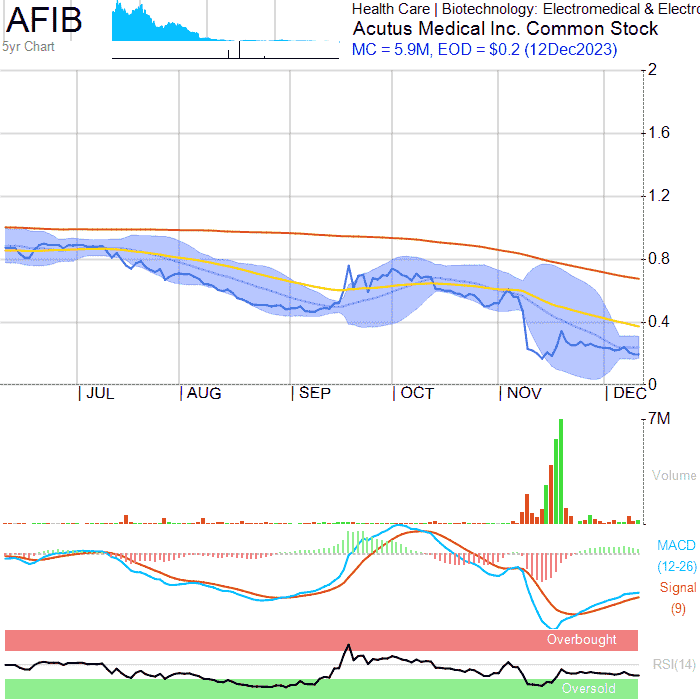 AFIB
5yr Chart
Health Care | Biotechnology: Electromedical & Electro
Acutus Medical Inc. Common Stock
MC = 5.9M, EOD = $0.2 (12Dec2023)
2
1.6
1.2
0.8
0.4
0
| JUL | AUG | SEP | OCT | NOV | DEC
7M
Volume
MACD
(12-26)
Signal
(9)
Overbought
RSI(14)
Oversold